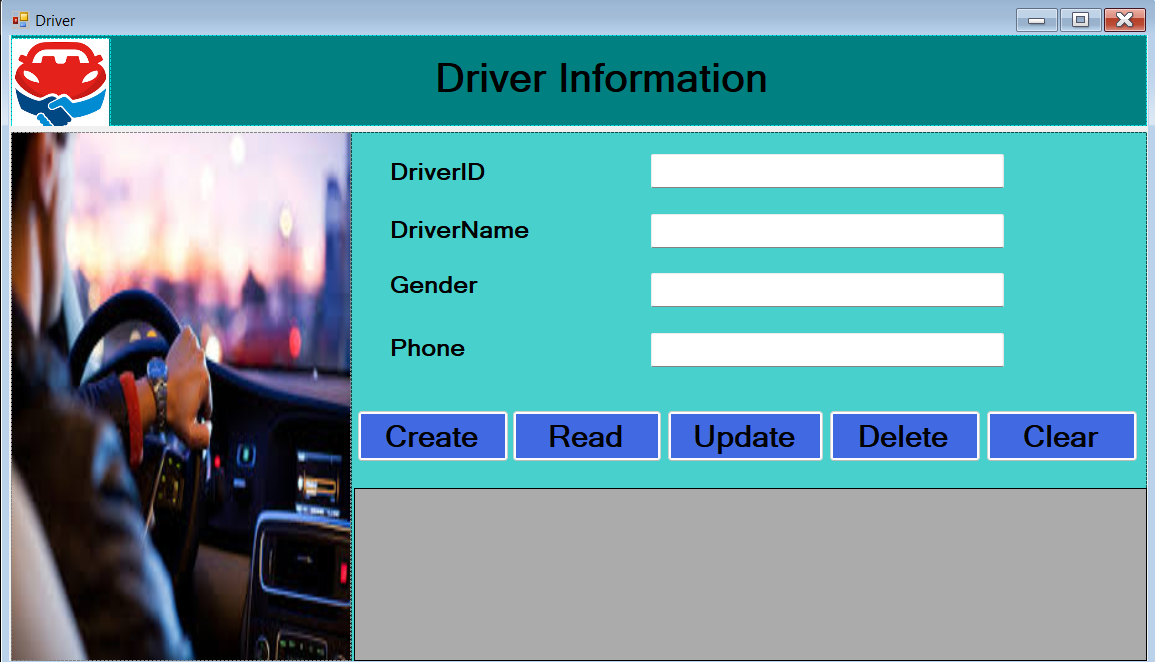 Driver
Driver Information
DriverID
DriverName
Gender
Phone
Create Read Update Delete Clear